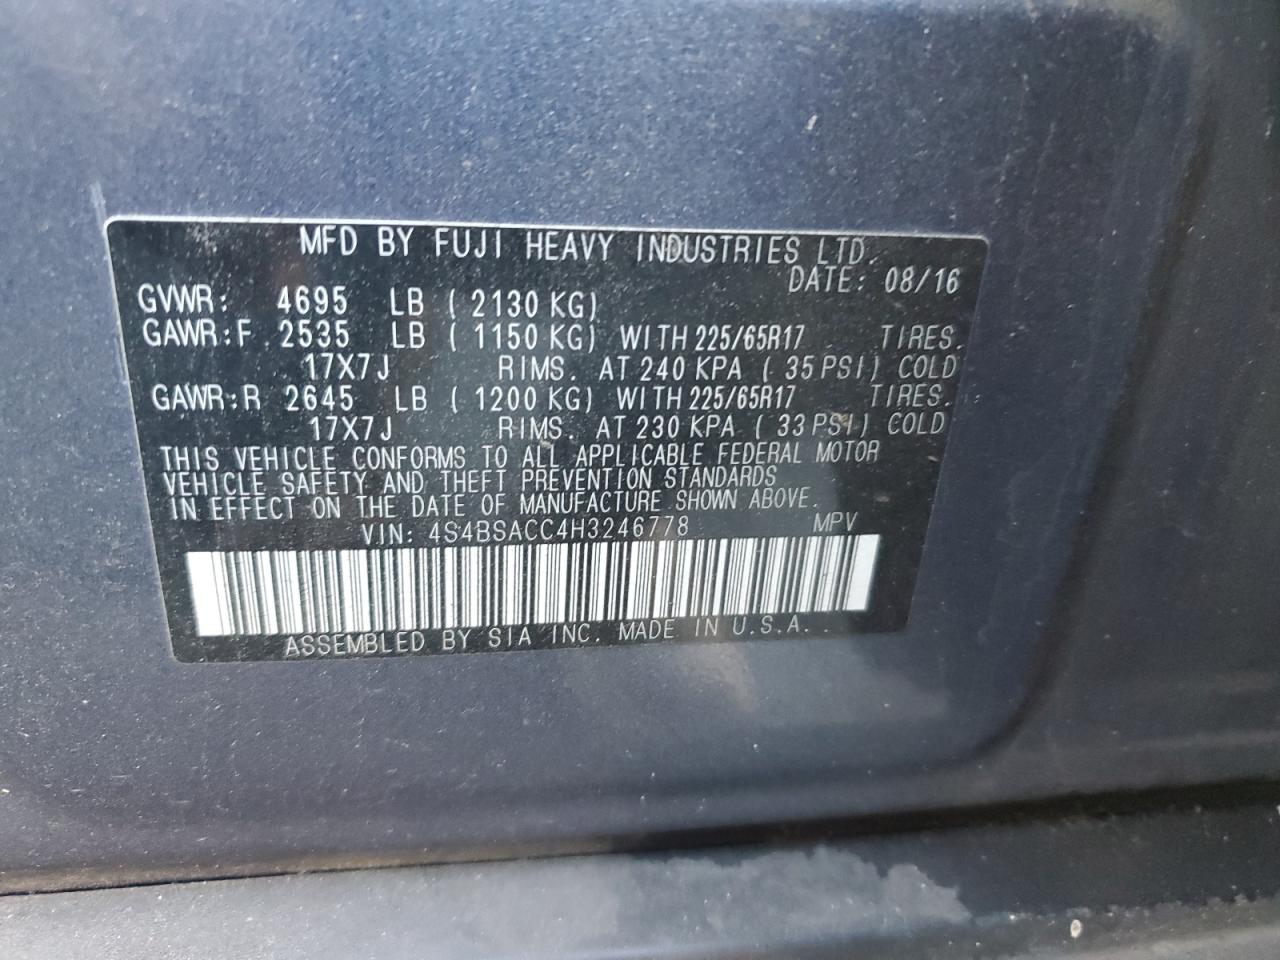 MFD BY FUJI HEAVY INDUSTRIES LTD.
DATE: 08/16
GVWR: 4695 LB ( 2130 KG)
GAWR:F 2535 LB ( 1150 KG) WITH 225/65R17 TIRES.
17X7J RIMS. AT 240 KPA ( 35 PSI) COLD
GAWR:R 2645 LB ( 1200 KG) WITH 225/65R17 TIRES.
17X7J RIMS. AT 230 KPA ( 33 PSI) COLD
THIS VEHICLE CONFORMS TO ALL APPLICABLE FEDERAL MOTOR
VEHICLE SAFETY AND THEFT PREVENTION STANDARDS
IN EFFECT ON THE DATE OF MANUFACTURE SHOWN ABOVE.
VIN: 4S4BSACC4H3246778 MPV
ASSEMBLED BY SIA INC. MADE IN U.S.A.